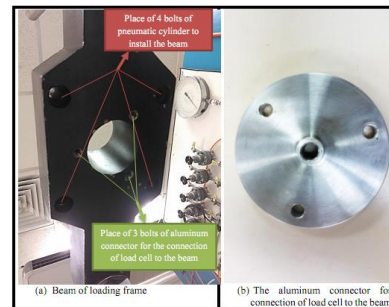 Place of 4 bolts of
pneumatic cylinder to
install the beam
Place of 3 bolts of aluminum
connector for the connection
of load cell to the beam
(a) Beam of loading frame
(b) The aluminum connector for
connection of load cell to the beam